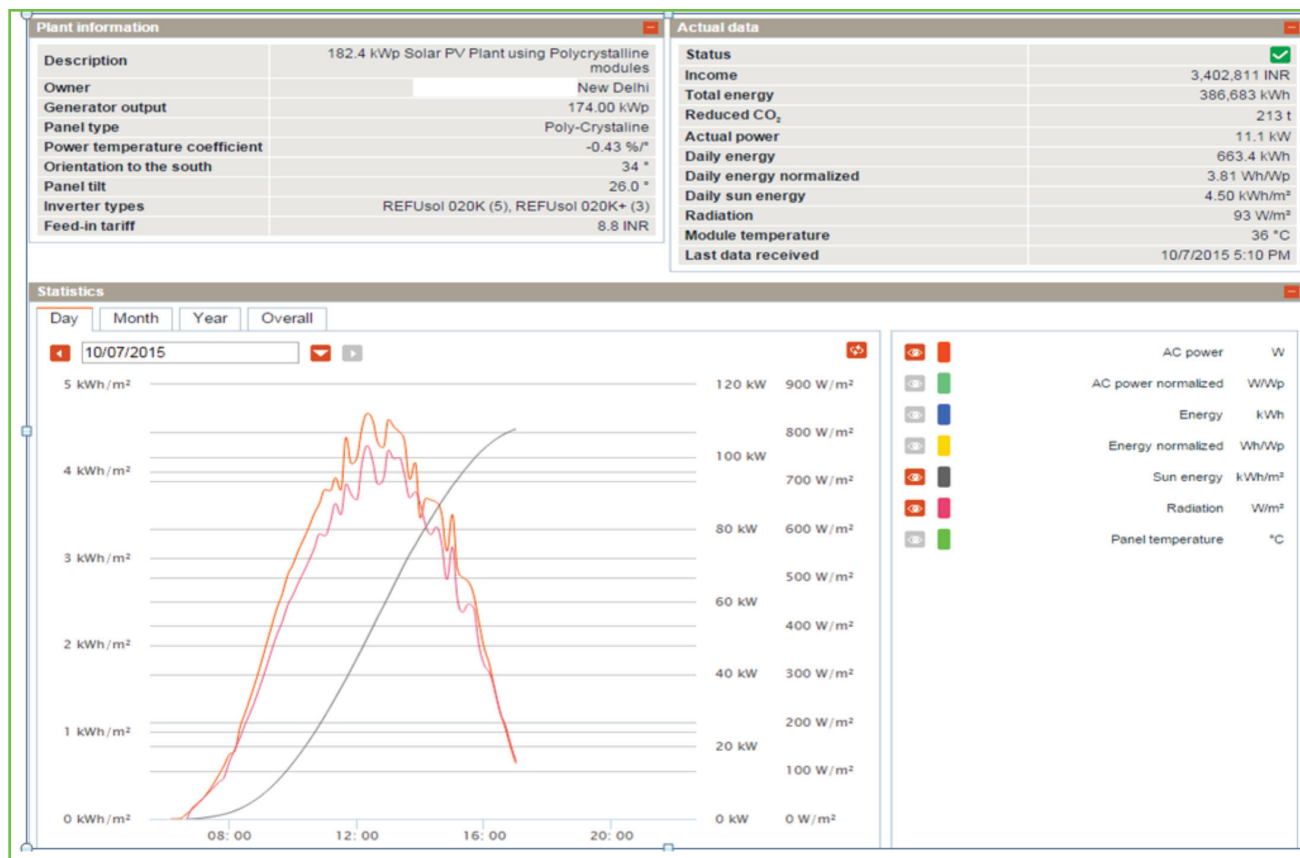 Plant information
Description 182.4 kWp Solar PV Plant using Polycrystalline
modules
Owner New Delhi
Generator output 174.00 kWp
Panel type Poly-Crystaline
Power temperature coefficient -0.43 %/°
Orientation to the south 34 °
Panel tilt 26.0 °
Inverter types REFUsol 020K (5), REFUsol 020K+ (3)
Feed-in tariff 8.8 INR
Actual data
Status
Income 3,402,811 INR
Total energy 386,683 kWh
Reduced CO₂ 213 t
Actual power 11.1 kW
Daily energy 663.4 kWh
Daily energy normalized 3.81 Wh/Wp
Daily sun energy 4.50 kWh/m²
Radiation 93 W/m²
Module temperature 36 °C
Last data received 10/7/2015 5:10 PM
Statistics
Day Month Year Overall
10/07/2015
5 kWh/m²
4 kWh/m²
3 kWh/m²
2 kWh/m²
1 kWh/m²
0 kWh/m²
120 kW
100 kW
80 kW
60 kW
40 kW
20 kW
0 kW
900 W/m²
800 W/m²
700 W/m²
600 W/m²
500 W/m²
400 W/m²
300 W/m²
200 W/m²
100 W/m²
0 W/m²
08: 00 12: 00 16: 00 20: 00
AC power W
AC power normalized W/Wp
Energy kWh
Energy normalized Wh/Wp
Sun energy kWh/m²
Radiation W/m²
Panel temperature °C